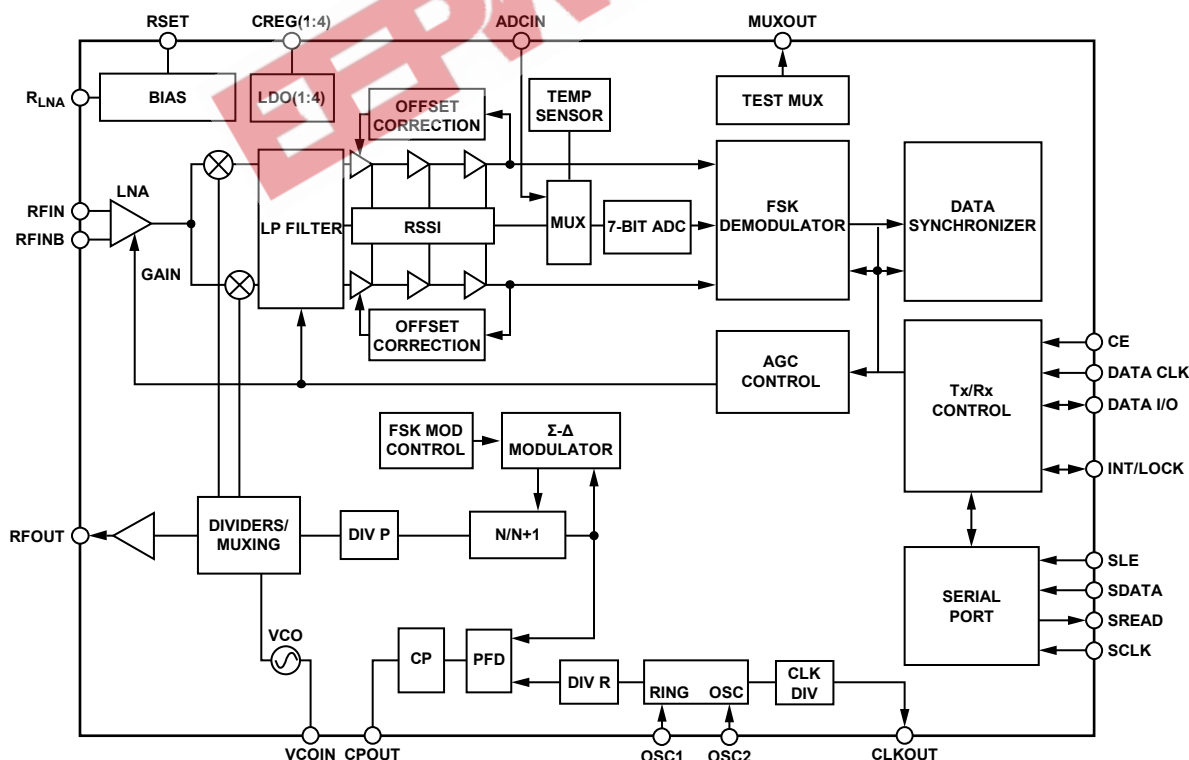 RSET
CREG(1:4)
ADCIN
MUXOUT
R_LNA
BIAS
LDO(1:4)
OFFSET
CORRECTION
TEMP
SENSOR
TEST MUX
LNA
RFIN
RFINB
GAIN
LP FILTER
RSSI
MUX
7-BIT ADC
FSK
DEMODULATOR
DATA
SYNCHRONIZER
OFFSET
CORRECTION
AGC
CONTROL
Tx/Rx
CONTROL
CE
DATA CLK
DATA I/O
INT/LOCK
FSK MOD
CONTROL
Σ-Δ
MODULATOR
RFOUT
DIVIDERS/
MUXING
DIV P
N/N+1
SERIAL
PORT
SLE
SDATA
SREAD
SCLK
VCO
CP
PFD
DIV R
RING
OSC
CLK
DIV
VCOIN
CPOUT
OSC1
OSC2
CLKOUT